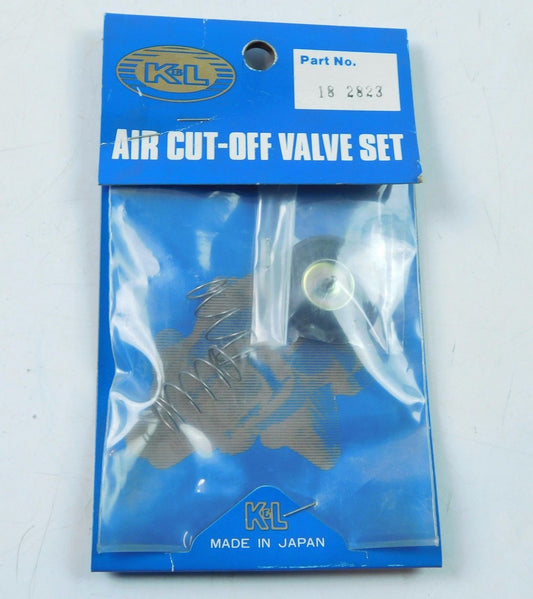 K&L
Part No.
18 2823
AIR CUT-OFF VALVE SET
K&L
MADE IN JAPAN